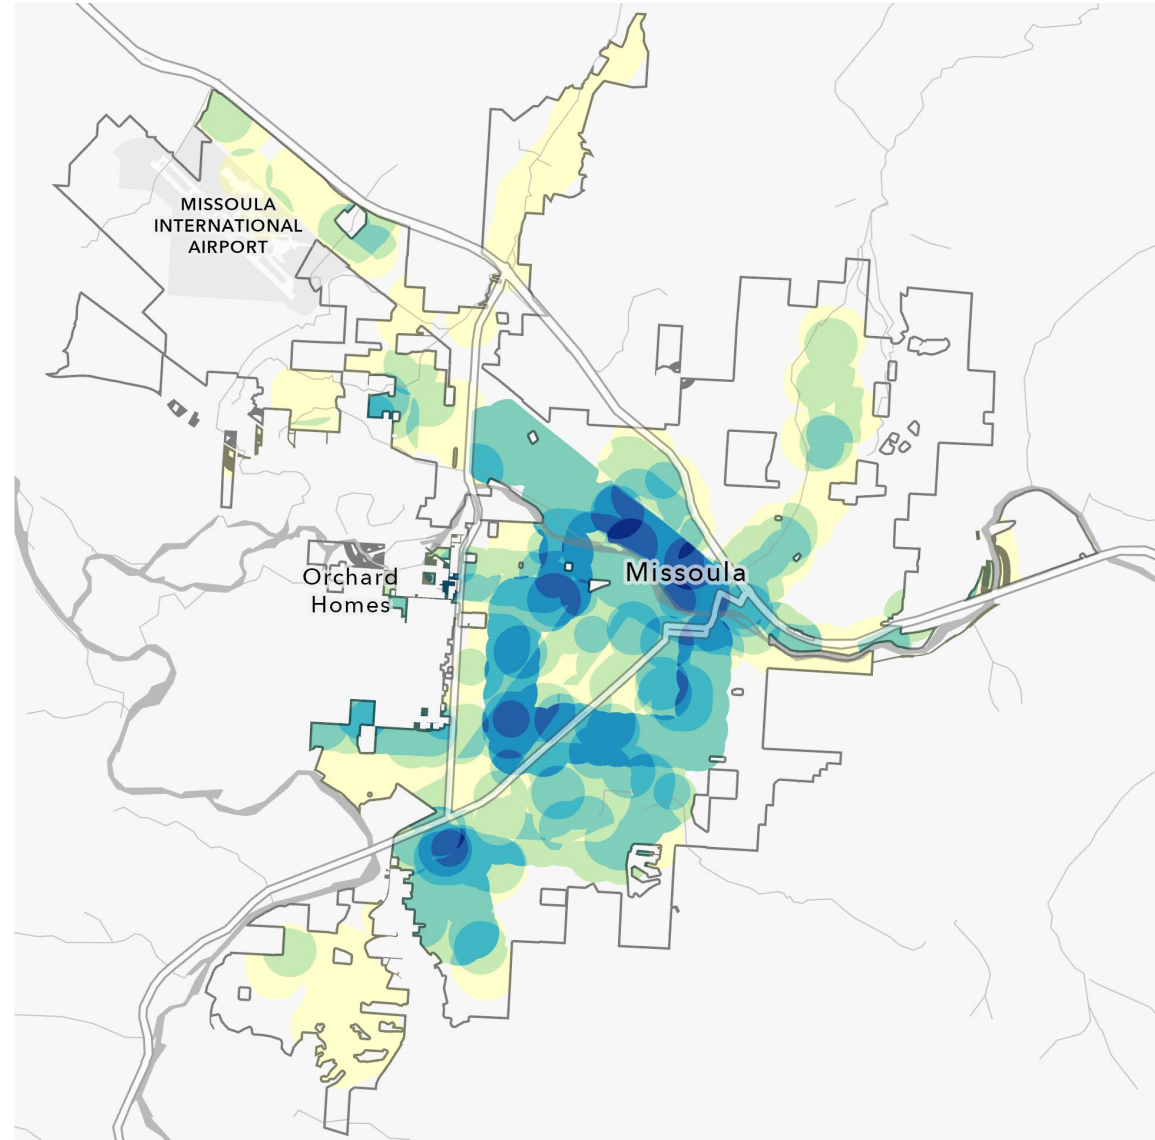 MISSOULA
INTERNATIONAL
AIRPORT
Orchard
Homes
Missoula